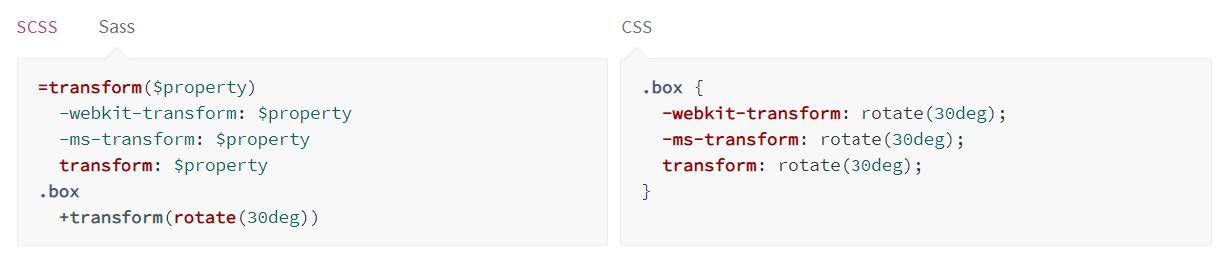 SCSS Sass
=transform($property)
  -webkit-transform: $property
  -ms-transform: $property
  transform: $property
.box
  +transform(rotate(30deg))
CSS
.box {
  -webkit-transform: rotate(30deg);
  -ms-transform: rotate(30deg);
  transform: rotate(30deg);
}